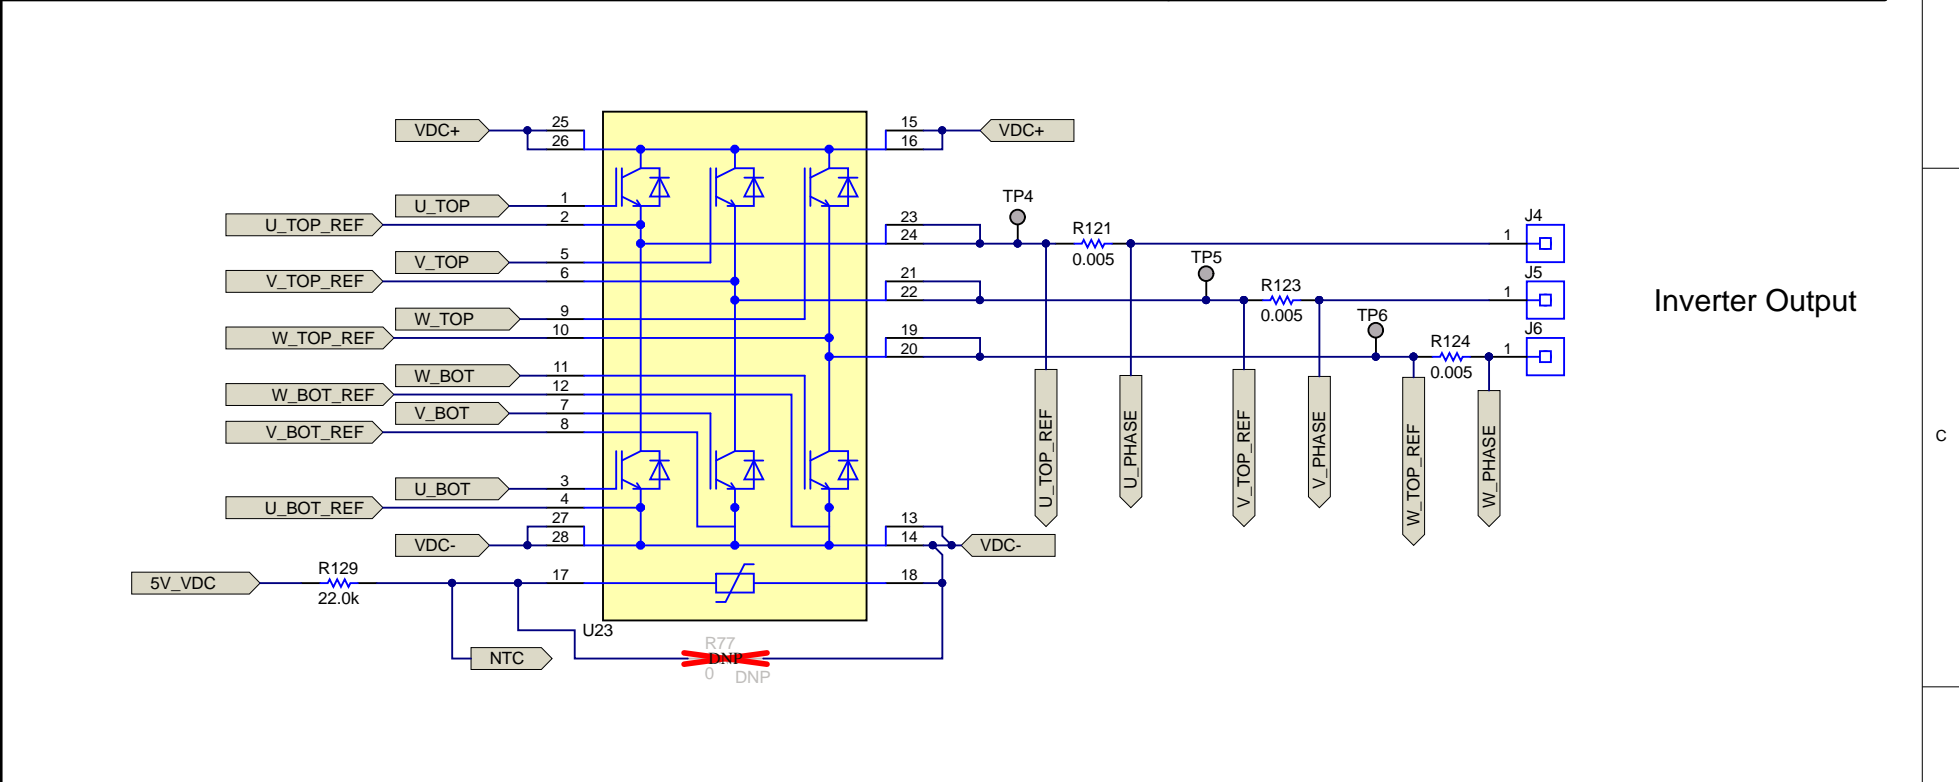 VDC+ 25 15 VDC+
26 16
U_TOP 1
U_TOP_REF 2
TP4
23
24 R121 1 J4
0.005
V_TOP 5
V_TOP_REF 6
TP5
21
22 R123 1 J5
0.005
Inverter Output
W_TOP 9
W_TOP_REF 10
TP6
19
20 R124 1 J6
0.005
W_BOT 11
W_BOT_REF 12
V_BOT 7
V_BOT_REF 8
U_TOP_REF
U_PHASE
V_TOP_REF
V_PHASE
W_TOP_REF
W_PHASE
C
U_BOT 3
U_BOT_REF 4
27 13
VDC- 28 14 VDC-
5V_VDC R129 17 18
22.0k
U23
NTC
R77
DNP
0 DNP